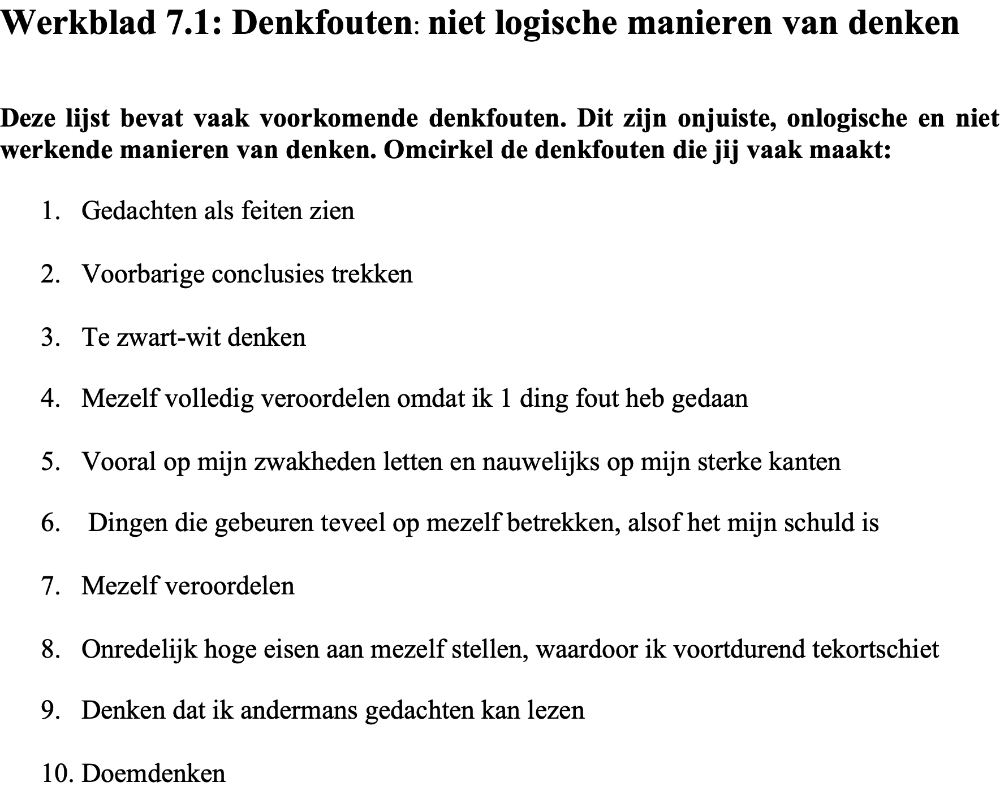 Werkblad 7.1: Denkfouten: niet logische manieren van denken
Deze lijst bevat vaak voorkomende denkfouten. Dit zijn onjuiste, onlogische en niet
werkende manieren van denken. Omcirkel de denkfouten die jij vaak maakt:
1. Gedachten als feiten zien
2. Voorbarige conclusies trekken
3. Te zwart-wit denken
4. Mezelf volledig veroordelen omdat ik 1 ding fout heb gedaan
5. Vooral op mijn zwakheden letten en nauwelijks op mijn sterke kanten
6. Dingen die gebeuren teveel op mezelf betrekken, alsof het mijn schuld is
7. Mezelf veroordelen
8. Onredelijk hoge eisen aan mezelf stellen, waardoor ik voortdurend tekortschiet
9. Denken dat ik andermans gedachten kan lezen
10. Doemdenken